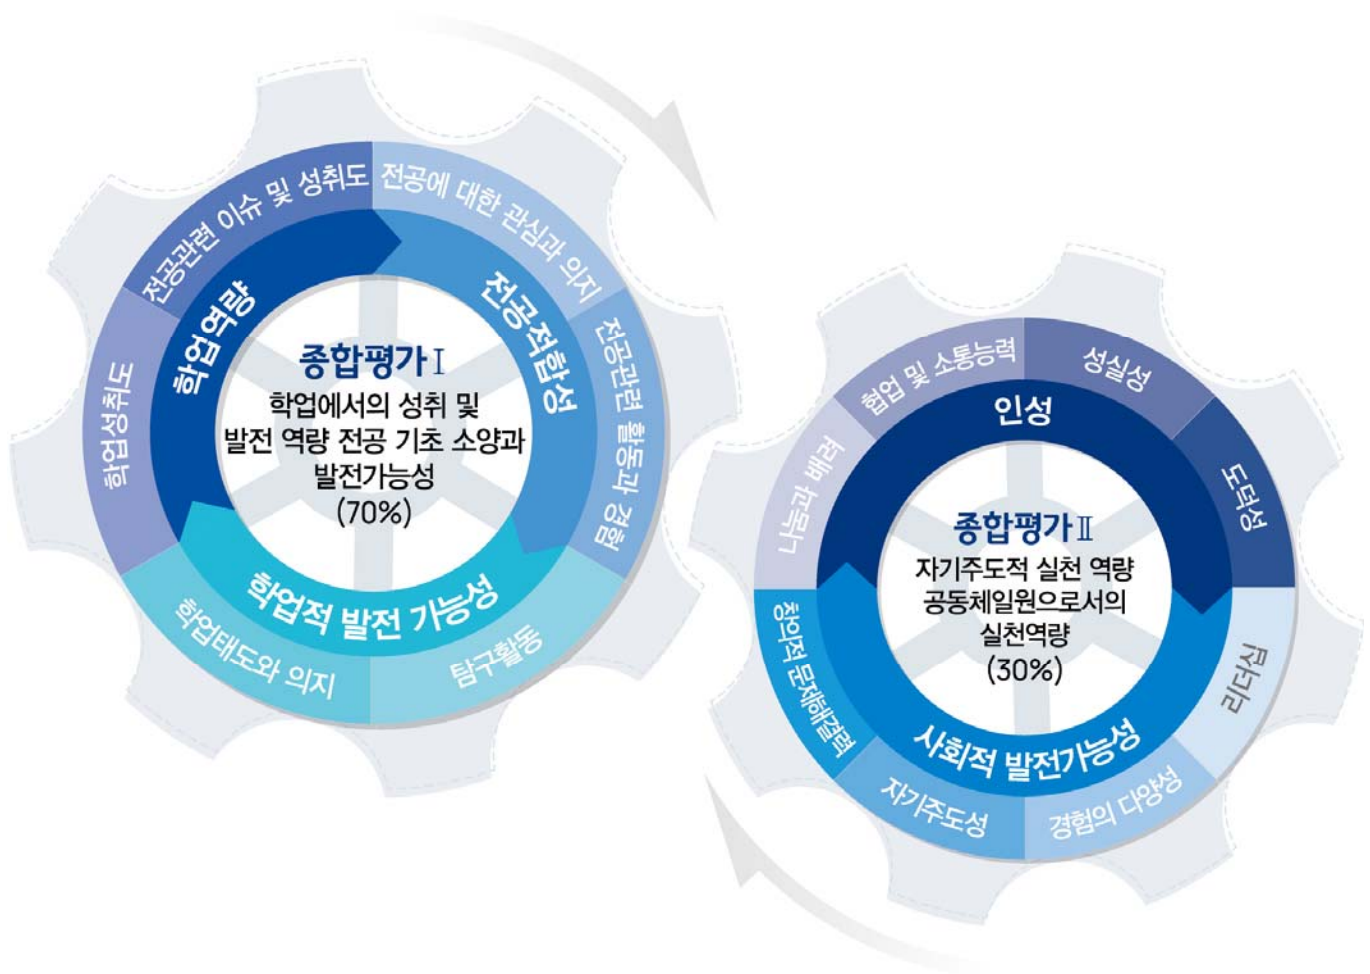 전공관련 이슈 및 성취도
전공에 대한 관심과 의지
전공관련 활동과 경험
탐구활동
학업태도와 의지
학업성취도
학업역량
전공적합성
학업적 발전 가능성
종합평가Ⅰ
학업에서의 성취 및
발전 역량 전공 기초 소양과
발전가능성
(70%)
협업 및 소통능력
성실성
도덕성
리더십
경험의 다양성
자기주도성
창의적 문제해결력
나눔과 배려
인성
사회적 발전가능성
종합평가Ⅱ
자기주도적 실천 역량
공동체일원으로서의
실천역량
(30%)